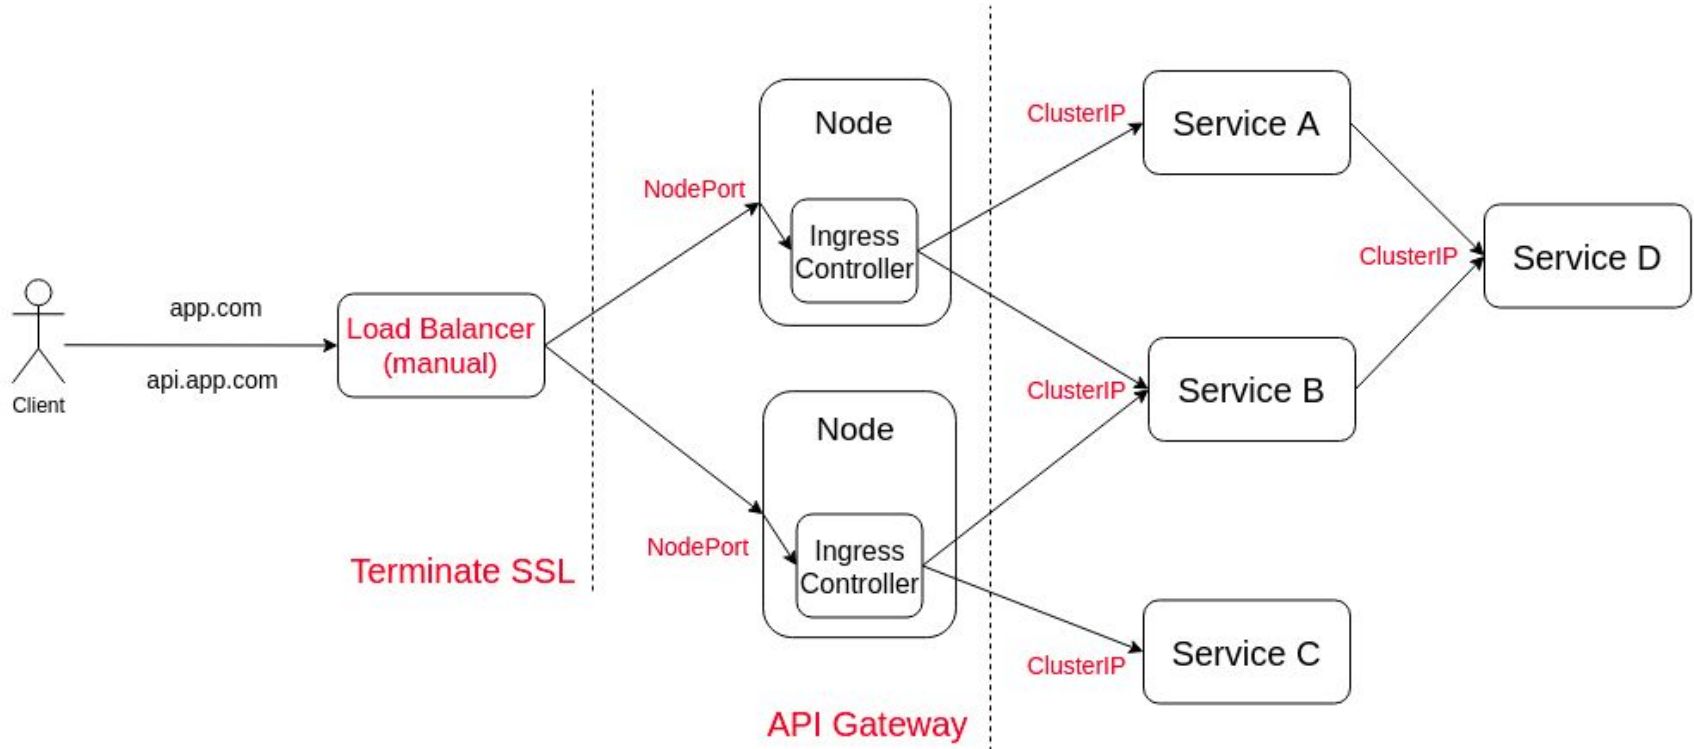 Client
app.com
api.app.com
Load Balancer
(manual)
Terminate SSL
NodePort
Node
Ingress
Controller
NodePort
Node
Ingress
Controller
API Gateway
ClusterIP
Service A
ClusterIP
Service B
ClusterIP
Service C
ClusterIP
Service D